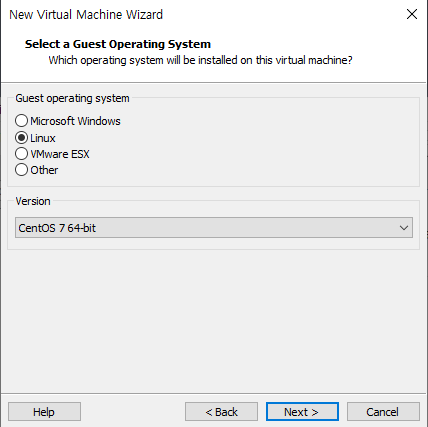 New Virtual Machine Wizard
Select a Guest Operating System
Which operating system will be installed on this virtual machine?
Guest operating system
Microsoft Windows
Linux
VMware ESX
Other
Version
CentOS 7 64-bit
Help
< Back
Next >
Cancel